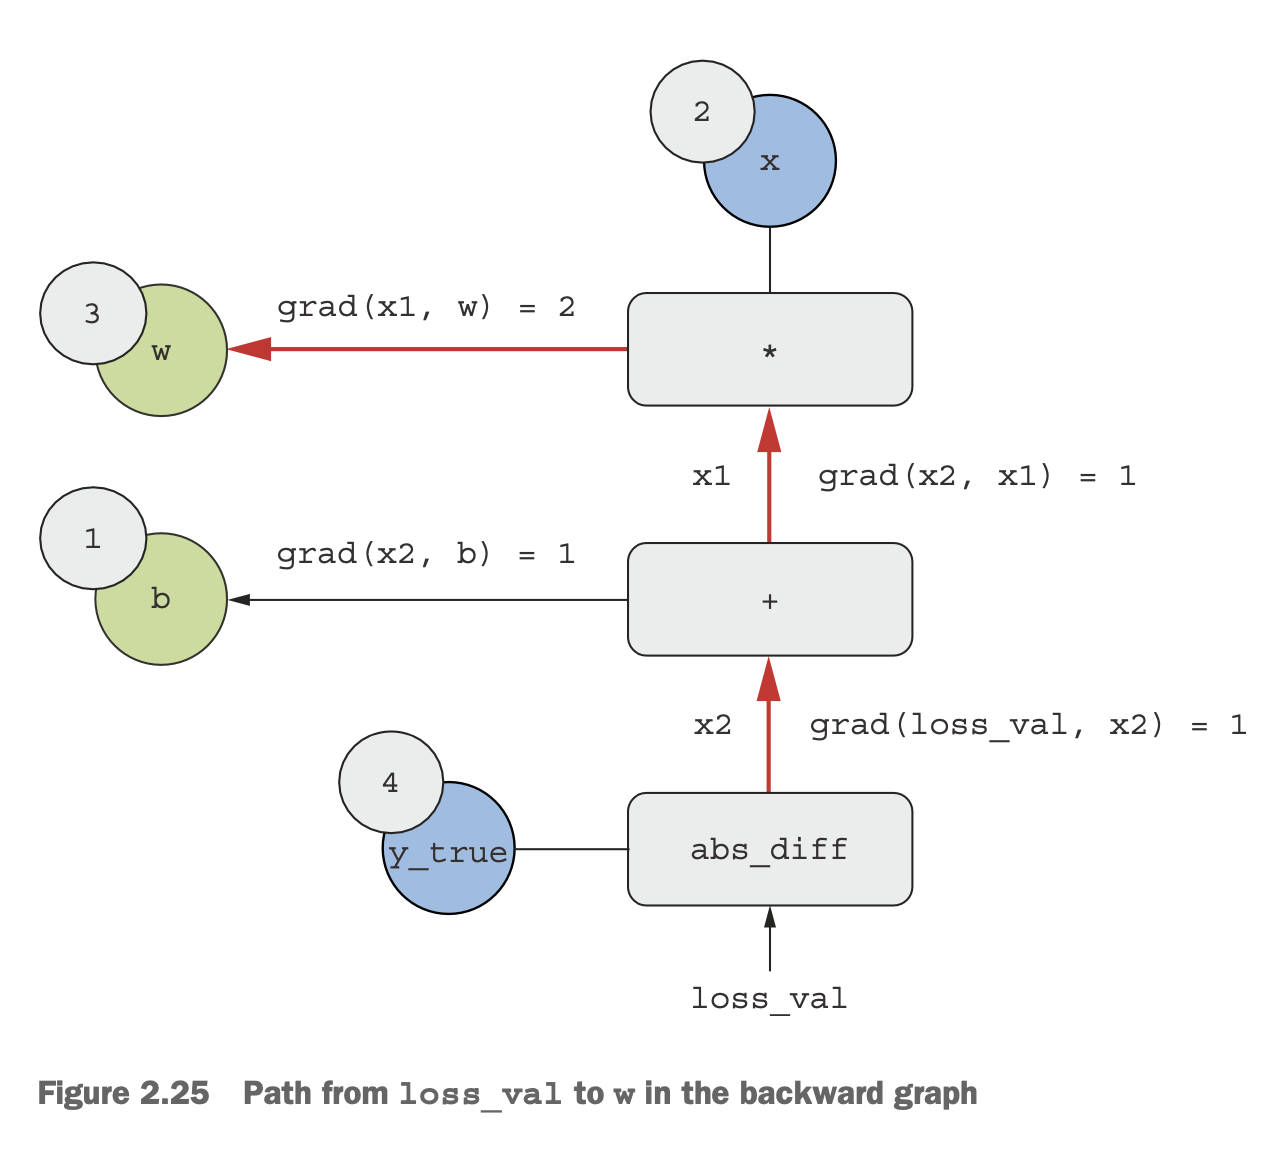 2
x
3
w
grad(x1, w) = 2
*
x1
grad(x2, x1) = 1
1
b
grad(x2, b) = 1
+
x2
grad(loss_val, x2) = 1
4
y_true
abs_diff
loss_val
Figure 2.25 Path from loss_val to w in the backward graph